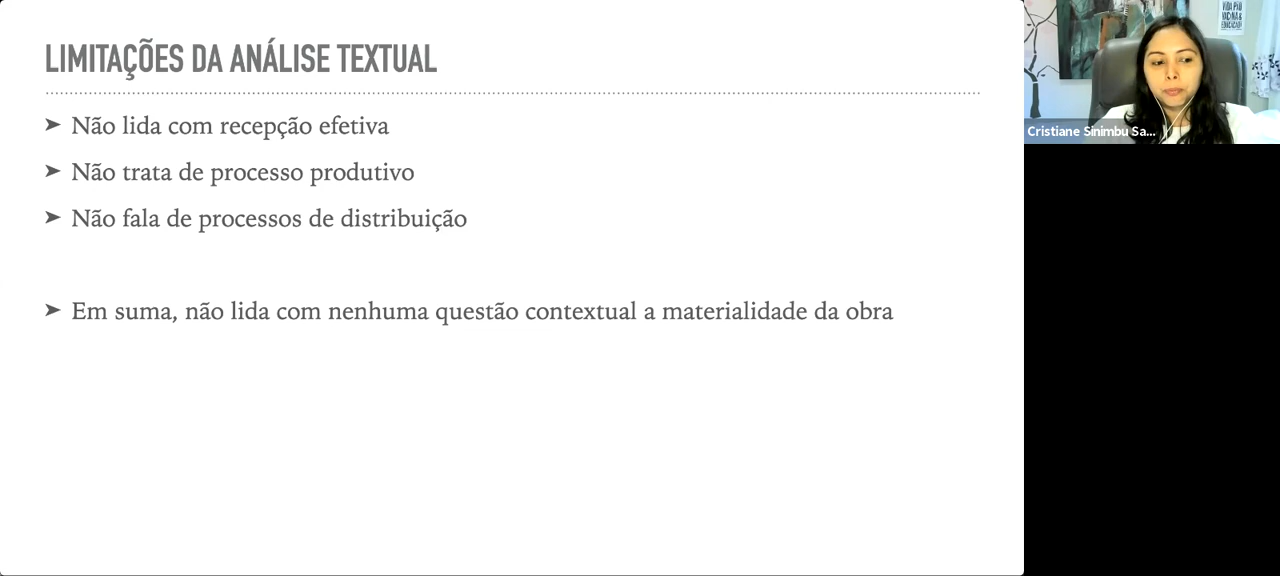 LIMITAÇÕES DA ANÁLISE TEXTUAL
➤ Não lida com recepção efetiva
➤ Não trata de processo produtivo
➤ Não fala de processos de distribuição
➤ Em suma, não lida com nenhuma questão contextual a materialidade da obra
Cristiane Sinimbu Sa...